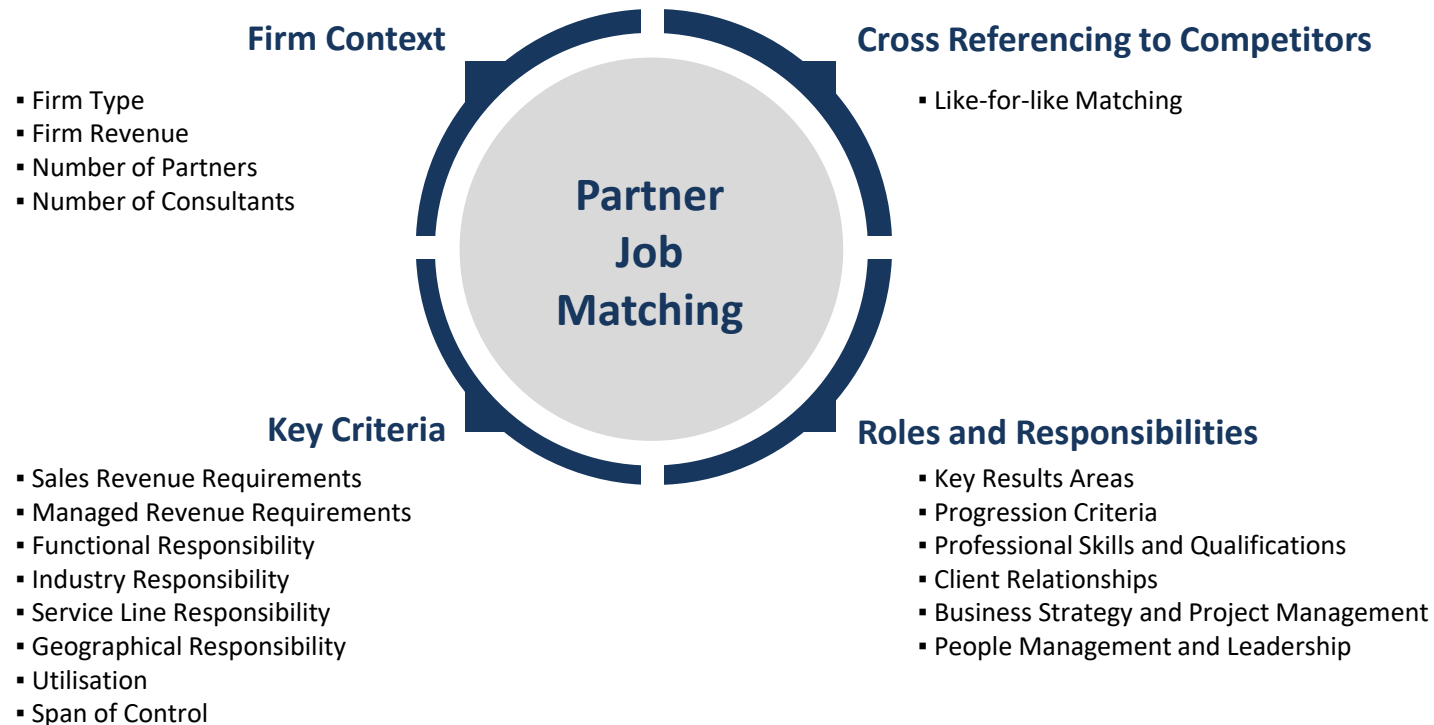 Firm Context
▪ Firm Type
▪ Firm Revenue
▪ Number of Partners
▪ Number of Consultants
Cross Referencing to Competitors
▪ Like-for-like Matching
Partner
Job
Matching
Key Criteria
▪ Sales Revenue Requirements
▪ Managed Revenue Requirements
▪ Functional Responsibility
▪ Industry Responsibility
▪ Service Line Responsibility
▪ Geographical Responsibility
▪ Utilisation
▪ Span of Control
Roles and Responsibilities
▪ Key Results Areas
▪ Progression Criteria
▪ Professional Skills and Qualifications
▪ Client Relationships
▪ Business Strategy and Project Management
▪ People Management and Leadership